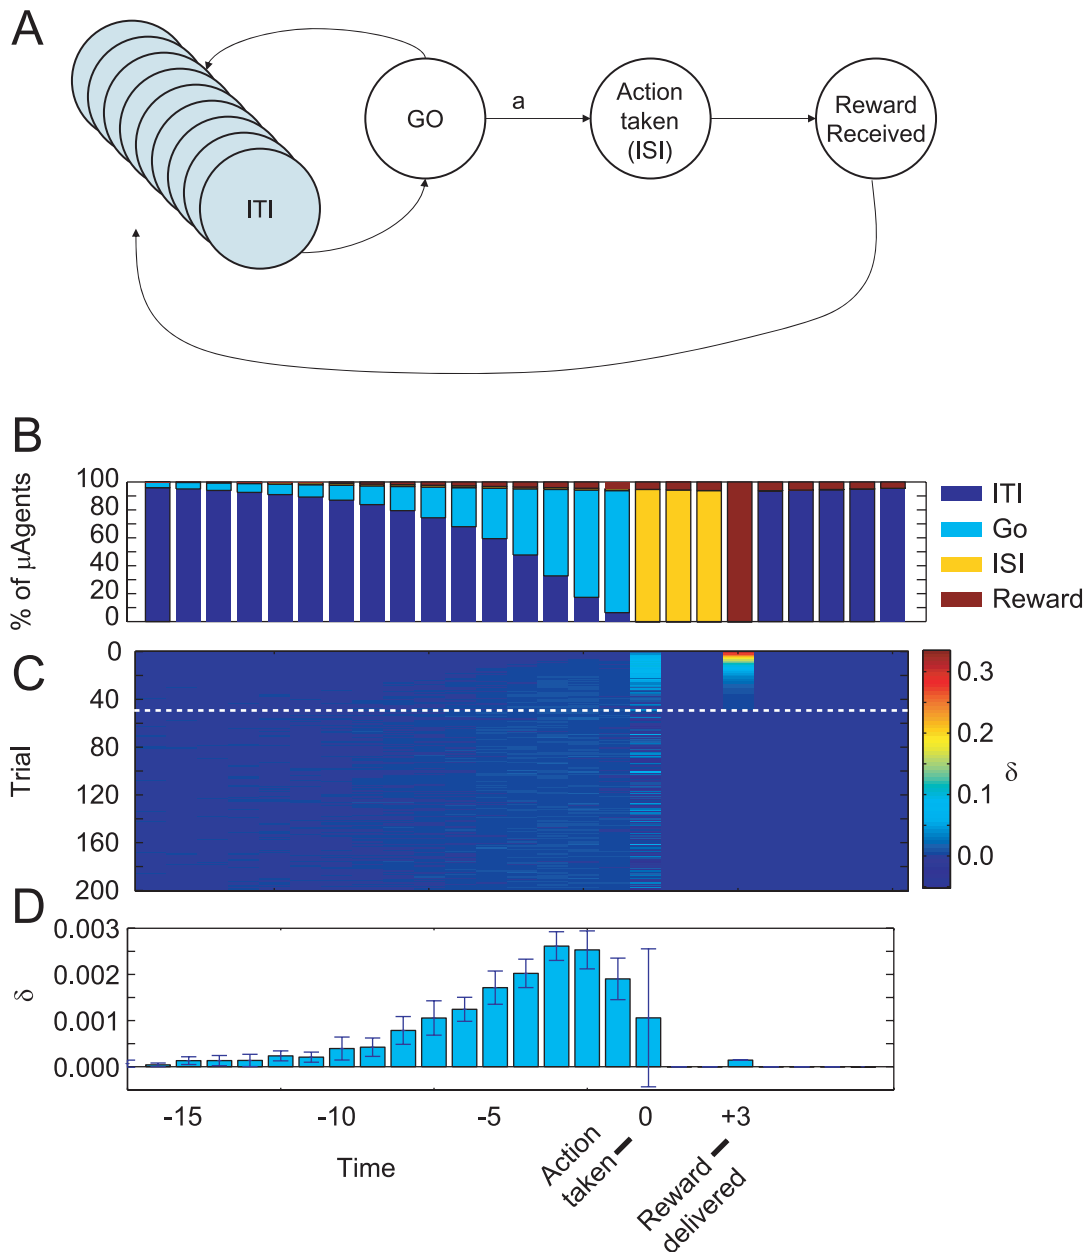 A
ITI
GO
a
Action
taken
(ISI)
Reward
Received
B
% of µAgents
100
80
60
40
20
0
ITI
Go
ISI
Reward
C
Trial
0
40
80
120
160
200
0.3
0.2
0.1
0.0
δ
D
δ
0.003
0.002
0.001
0.000
-15 -10 -5 0 +3
Time
Action
taken
Reward
delivered